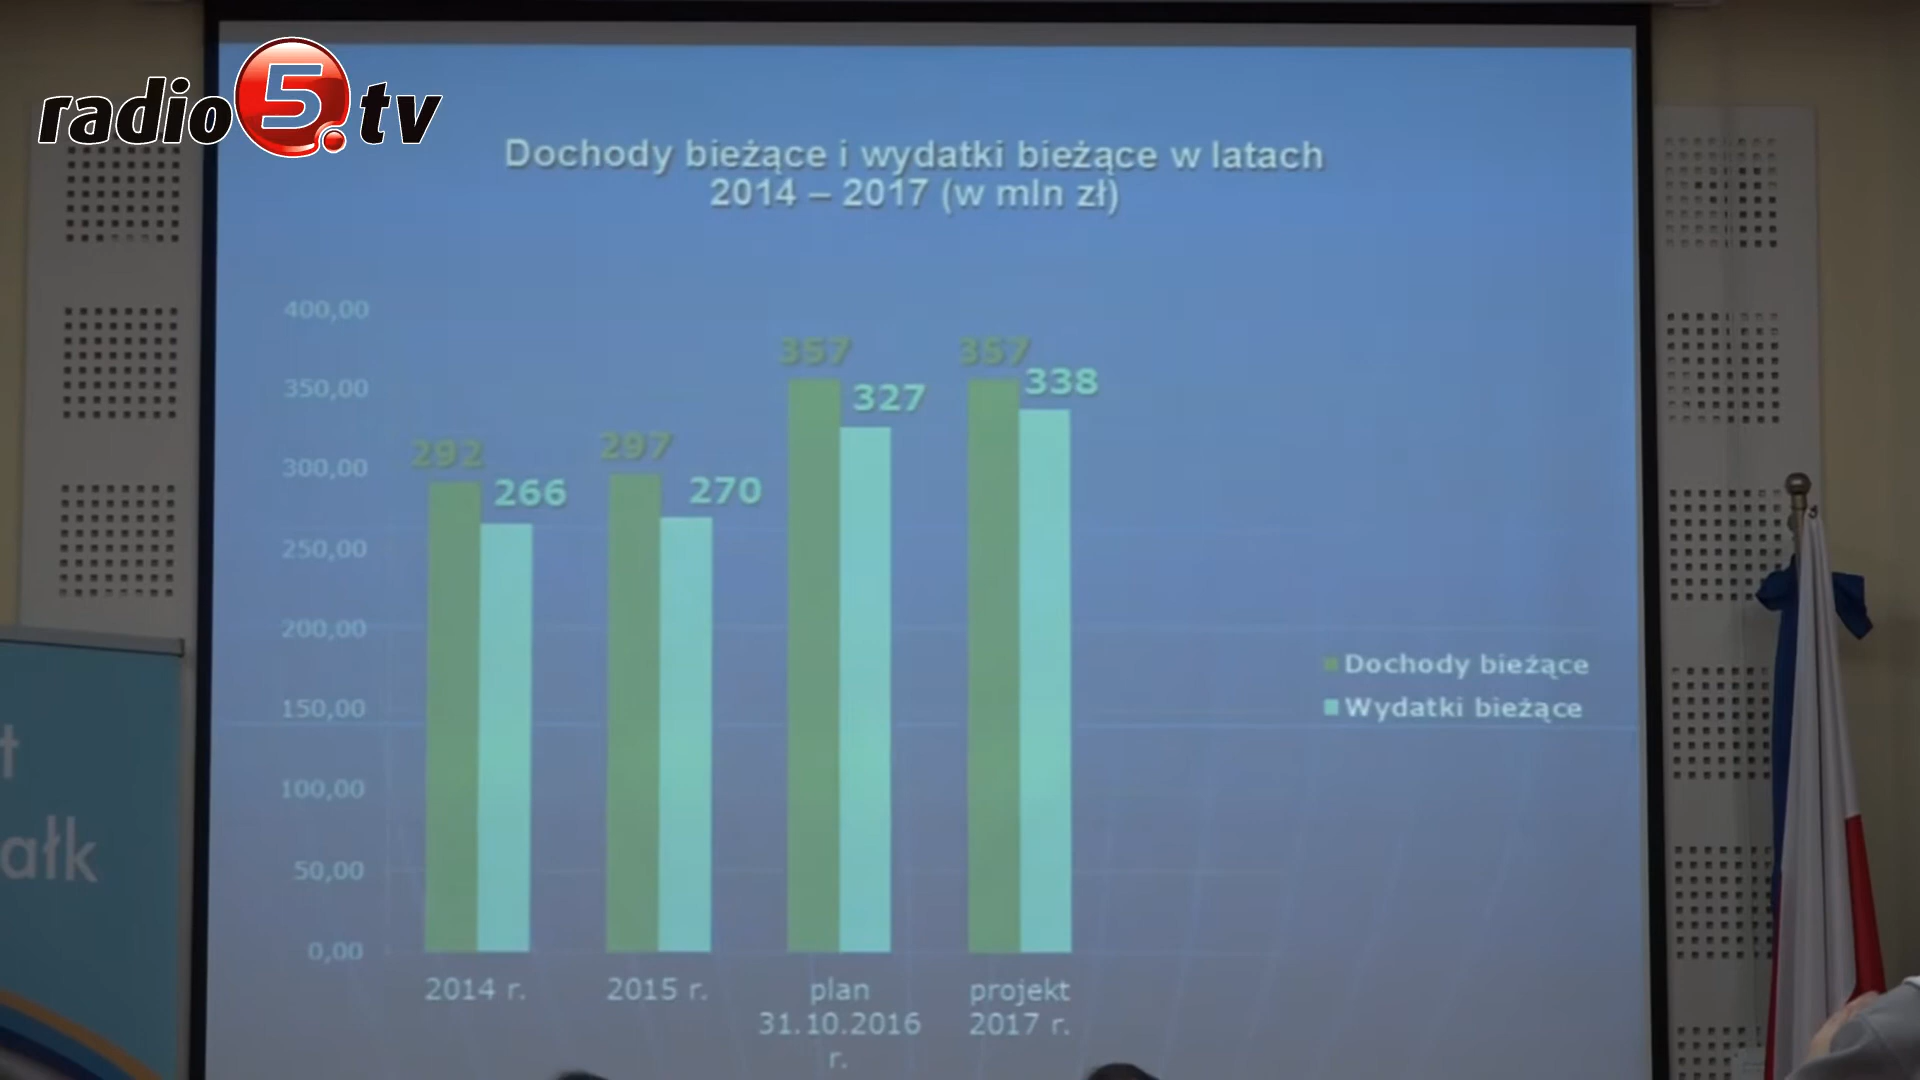 radio 5.tv
Dochody bieżące i wydatki bieżące w latach
2014 – 2017 (w mln zł)
400,00
350,00
300,00
250,00
200,00
150,00
100,00
50,00
0,00
292
266
297
270
357
327
357
338
2014 r.
2015 r.
plan
31.10.2016
r.
projekt
2017 r.
Dochody bieżące
Wydatki bieżące
t
ałk